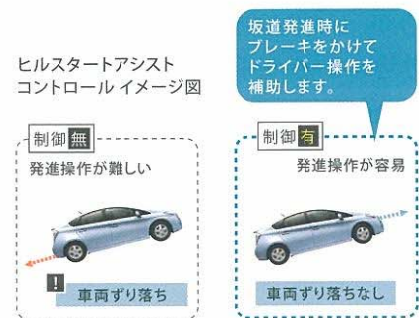 ヒルスタートアシスト
コントロール イメージ図
坂道発進時に
ブレーキをかけて
ドライバー操作を
補助します。
制御 無
発進操作が難しい
!
車両ずり落ち
制御 有
発進操作が容易
車両ずり落ちなし